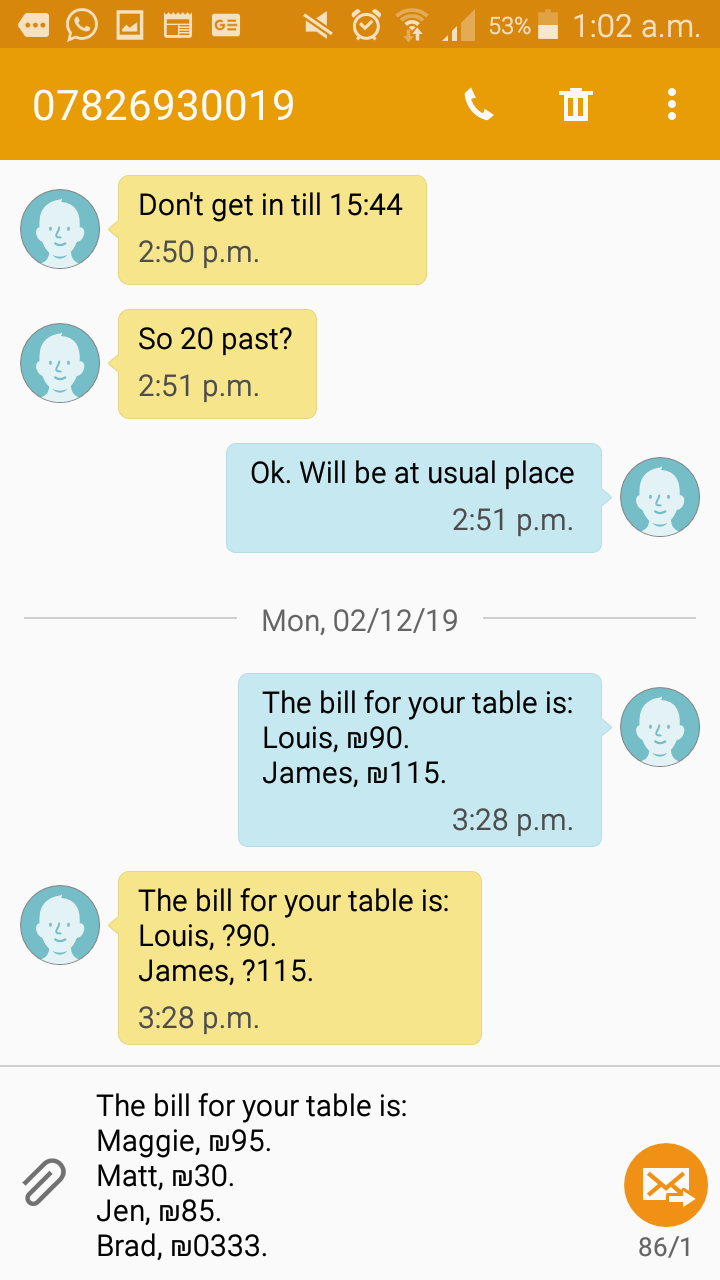 53% 1:02 a.m.
07826930019
Don't get in till 15:44
2:50 p.m.
So 20 past?
2:51 p.m.
Ok. Will be at usual place
2:51 p.m.
Mon, 02/12/19
The bill for your table is:
Louis, ₪90.
James, ₪115.
3:28 p.m.
The bill for your table is:
Louis, ?90.
James, ?115.
3:28 p.m.
The bill for your table is:
Maggie, ₪95.
Matt, ₪30.
Jen, ₪85.
Brad, ₪0333.
86/1